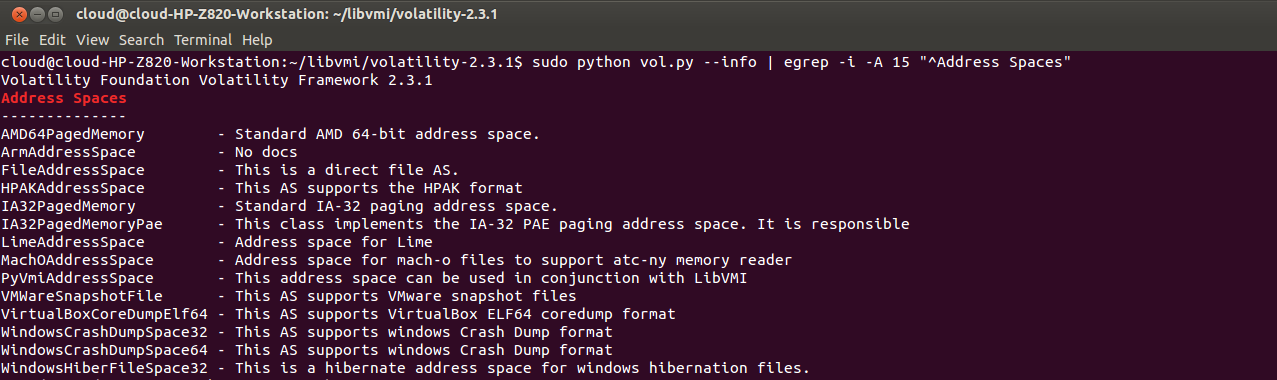 cloud@cloud-HP-Z820-Workstation: ~/libvmi/volatility-2.3.1
File Edit View Search Terminal Help
cloud@cloud-HP-Z820-Workstation:~/libvmi/volatility-2.3.1$ sudo python vol.py --info | egrep -i -A 15 "^Address Spaces"
Volatility Foundation Volatility Framework 2.3.1
Address Spaces
--------------
AMD64PagedMemory        - Standard AMD 64-bit address space.
ArmAddressSpace         - No docs
FileAddressSpace        - This is a direct file AS.
HPAKAddressSpace        - This AS supports the HPAK format
IA32PagedMemory         - Standard IA-32 paging address space.
IA32PagedMemoryPae      - This class implements the IA-32 PAE paging address space. It is responsible
LimeAddressSpace        - Address space for Lime
MachOAddressSpace       - Address space for mach-o files to support atc-ny memory reader
PyVmiAddressSpace       - This address space can be used in conjunction with LibVMI
VMWareSnapshotFile      - This AS supports VMware snapshot files
VirtualBoxCoreDumpElf64 - This AS supports VirtualBox ELF64 coredump format
WindowsCrashDumpSpace32 - This AS supports windows Crash Dump format
WindowsCrashDumpSpace64 - This AS supports windows Crash Dump format
WindowsHiberFileSpace32 - This is a hibernate address space for windows hibernation files.